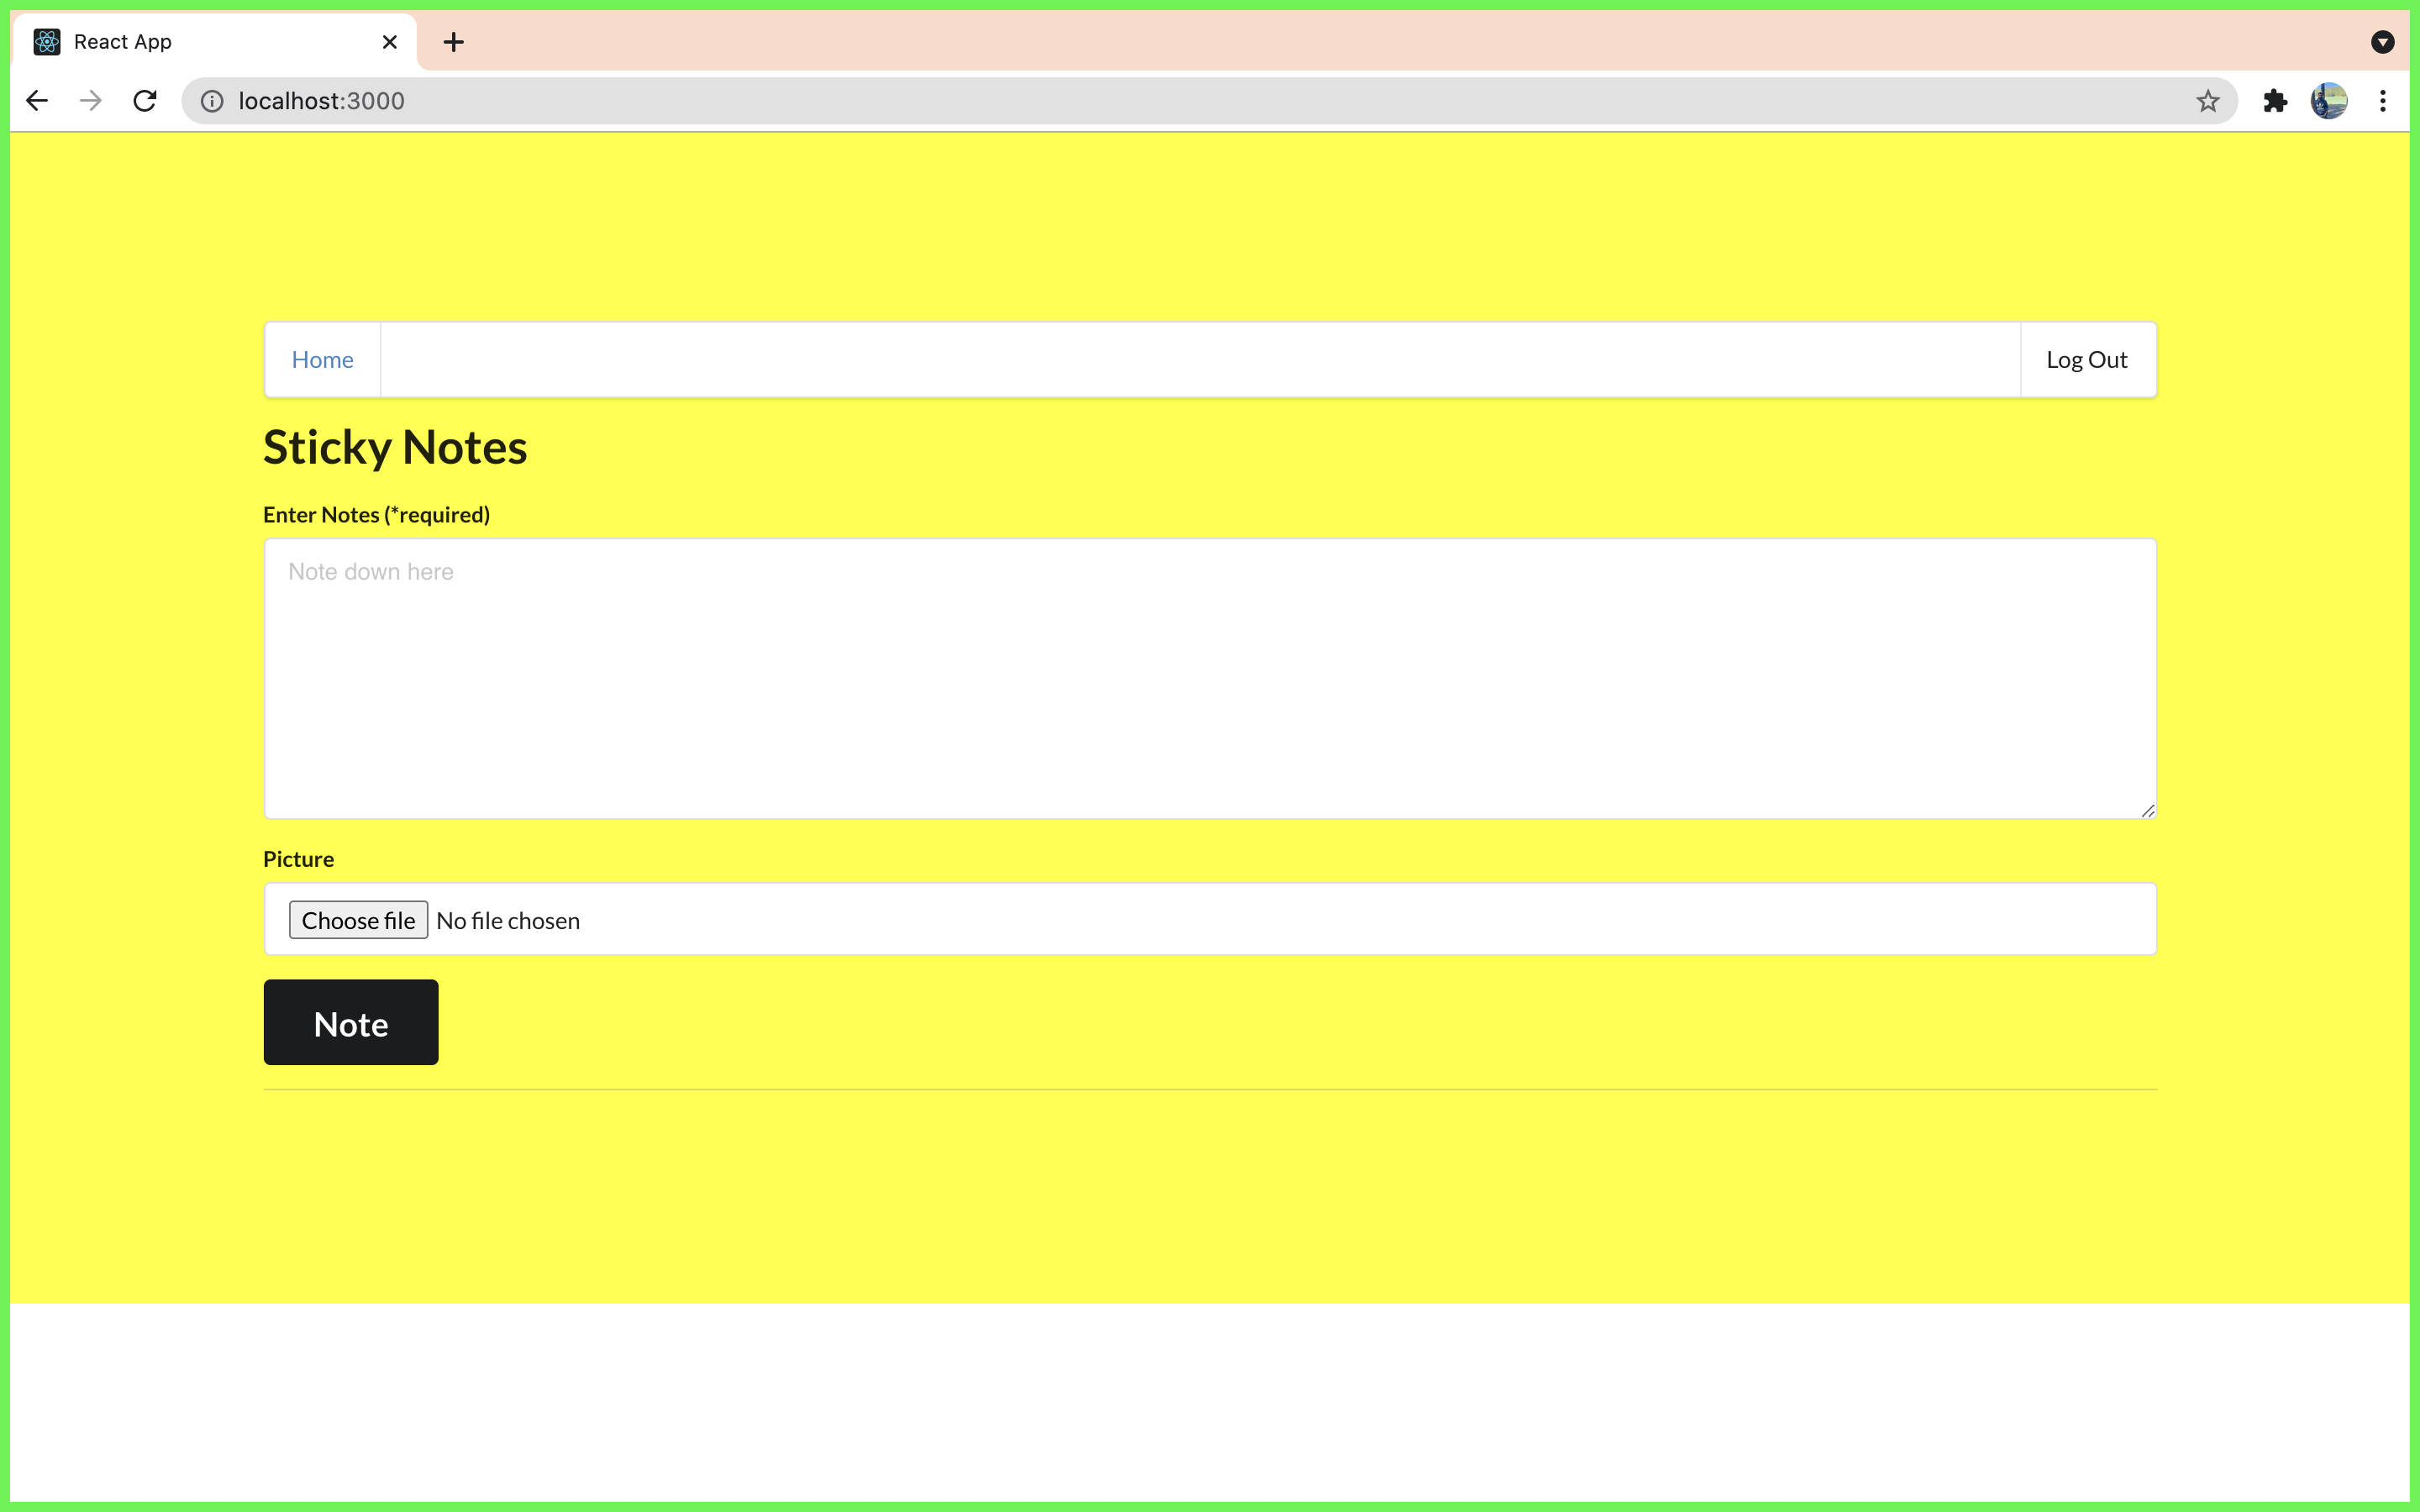 React App
localhost:3000
Home
Log Out
Sticky Notes
Enter Notes (*required)
Note down here
Picture
Choose file No file chosen
Note